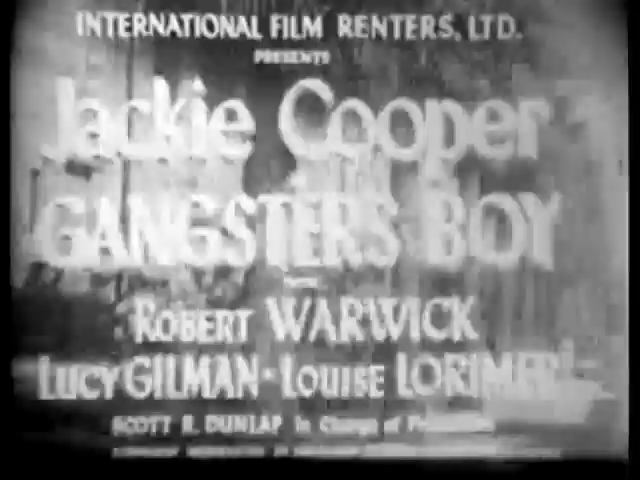 INTERNATIONAL FILM RENTERS, LTD.
PRESENTS
Jackie Cooper
GANGSTERS BOY
ROBERT WARWICK
LUCY GILMAN - LOUISE LORIMER
SCOTT R. DUNLAP In Charge of